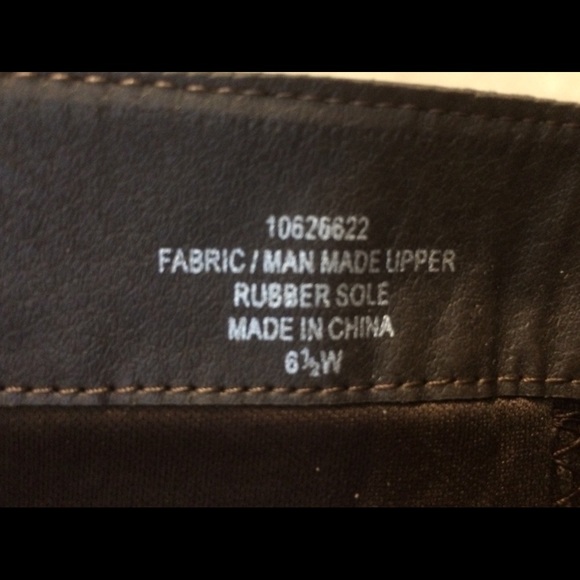 10626622
FABRIC / MAN MADE UPPER
RUBBER SOLE
MADE IN CHINA
6½W